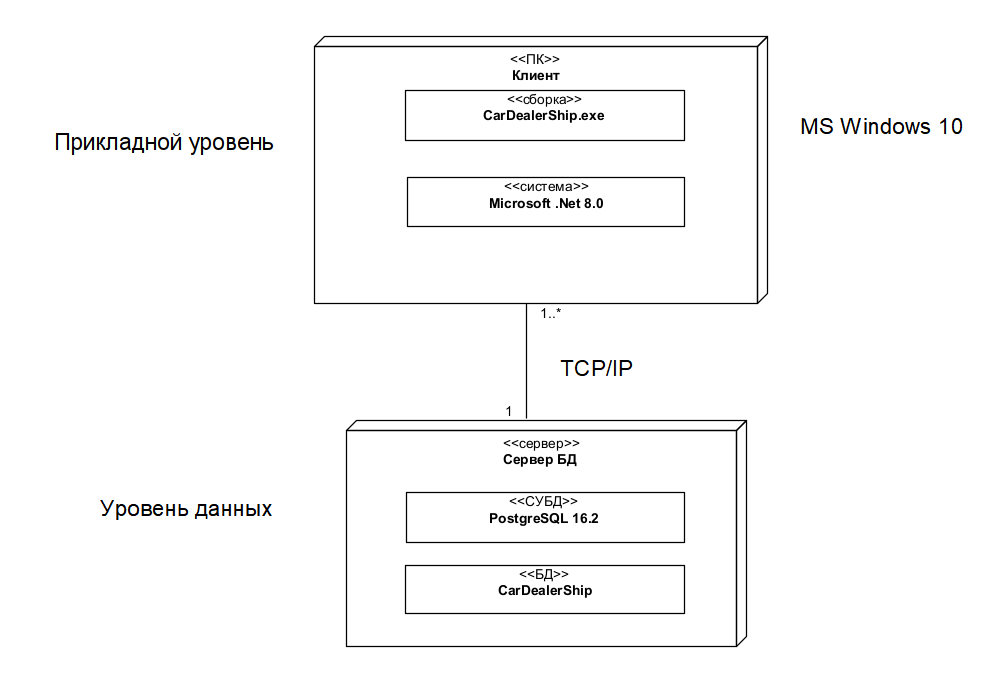 <<ПК>>
Клиент
<<сборка>>
CarDealerShip.exe
Прикладной уровень
MS Windows 10
<<система>>
Microsoft .Net 8.0
1..*
TCP/IP
1
<<сервер>>
Сервер БД
Уровень данных
<<СУБД>>
PostgreSQL 16.2
<<БД>>
CarDealerShip